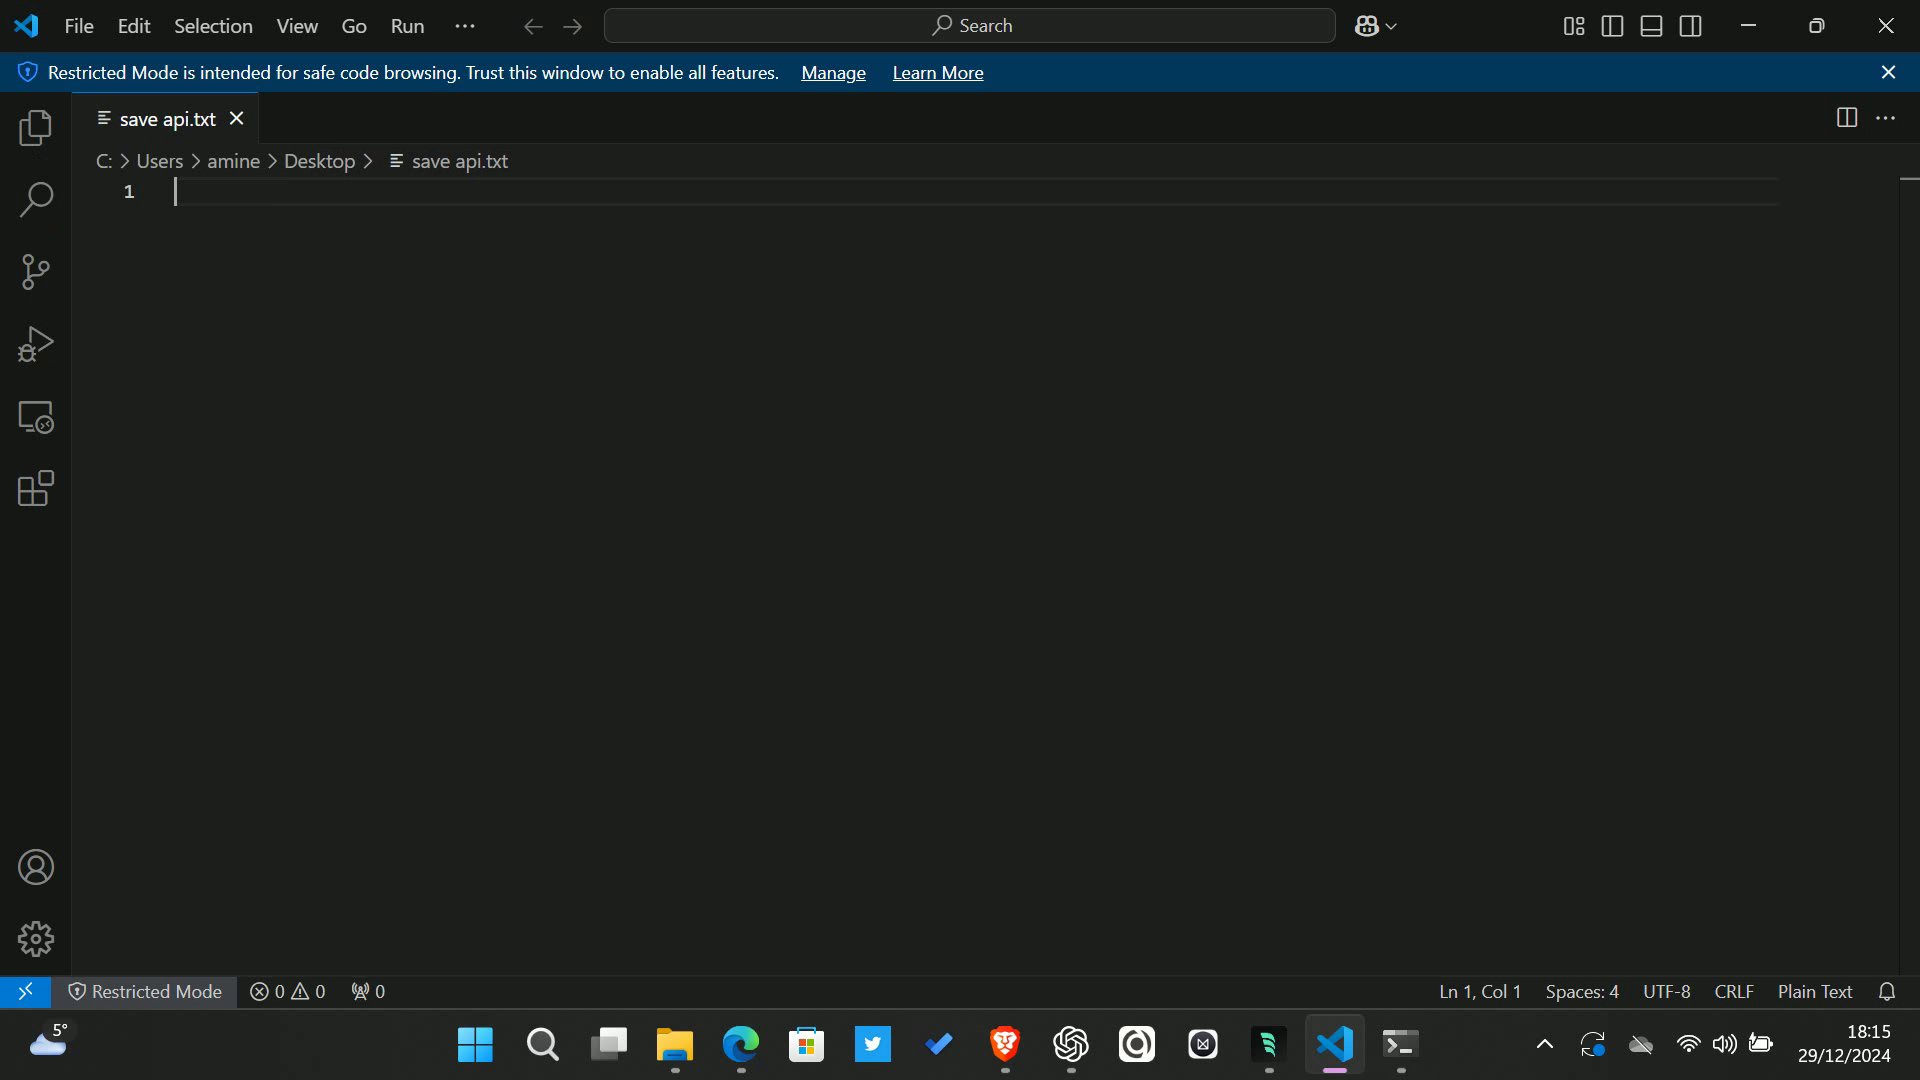 File Edit Selection View Go Run ··· Search
Restricted Mode is intended for safe code browsing. Trust this window to enable all features. Manage Learn More
save api.txt
C: > Users > amine > Desktop > save api.txt
1
Restricted Mode 0 0 0 Ln 1, Col 1 Spaces: 4 UTF-8 CRLF Plain Text
5°
18:15
29/12/2024